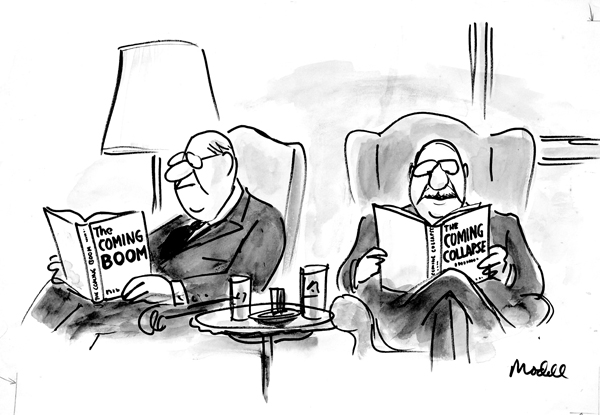 The
COMING
BOOM
THE COMING BOOM
THE
COMING
COLLAPSE
COMING COLLAPSE
Modell